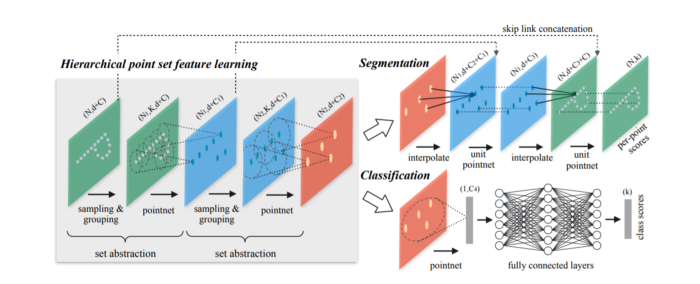 skip link concatenation
Hierarchical point set feature learning
(N,d+C)
(N₁,K,d+C)
(N₁,d+C₁)
(N₂,K,d+C₁)
(N₂,d+C₂)
sampling &
grouping
pointnet
sampling &
grouping
pointnet
set abstraction
set abstraction
Segmentation
(N₁,d+C₂+C₁)
(N₁,d+C₃)
(N,d+C₃+C)
(N,k)
interpolate
unit
pointnet
interpolate
unit
pointnet
per-point
scores
Classification
(1,C₄)
(k)
pointnet
fully connected layers
class scores